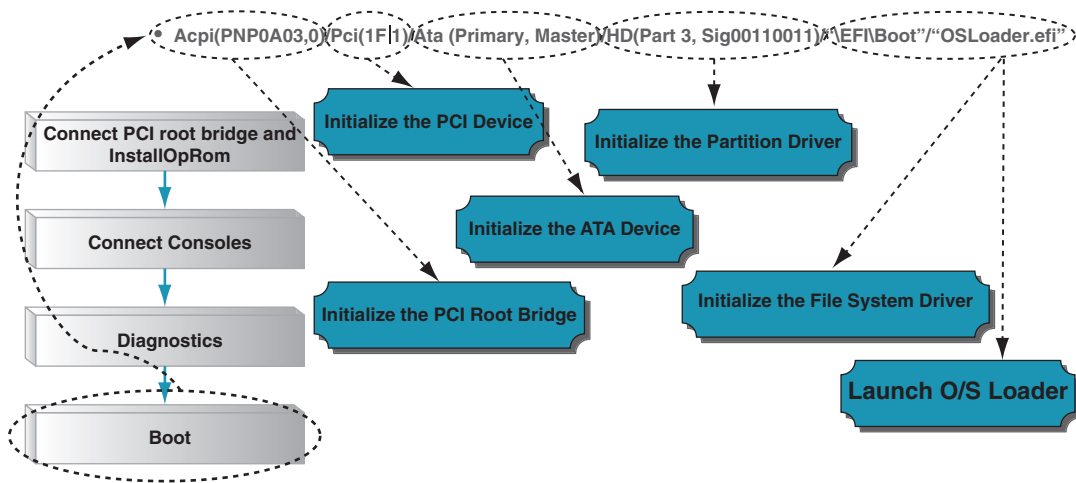 • Acpi(PNP0A03,0)/Pci(1F|1)/Ata (Primary, Master)/HD(Part 3, Sig00110011)/“\EFI\Boot”/“OSLoader.efi”
Initialize the PCI Device
Initialize the Partition Driver
Connect PCI root bridge and
InstallOpRom
Initialize the ATA Device
Connect Consoles
Initialize the PCI Root Bridge
Initialize the File System Driver
Diagnostics
Launch O/S Loader
Boot